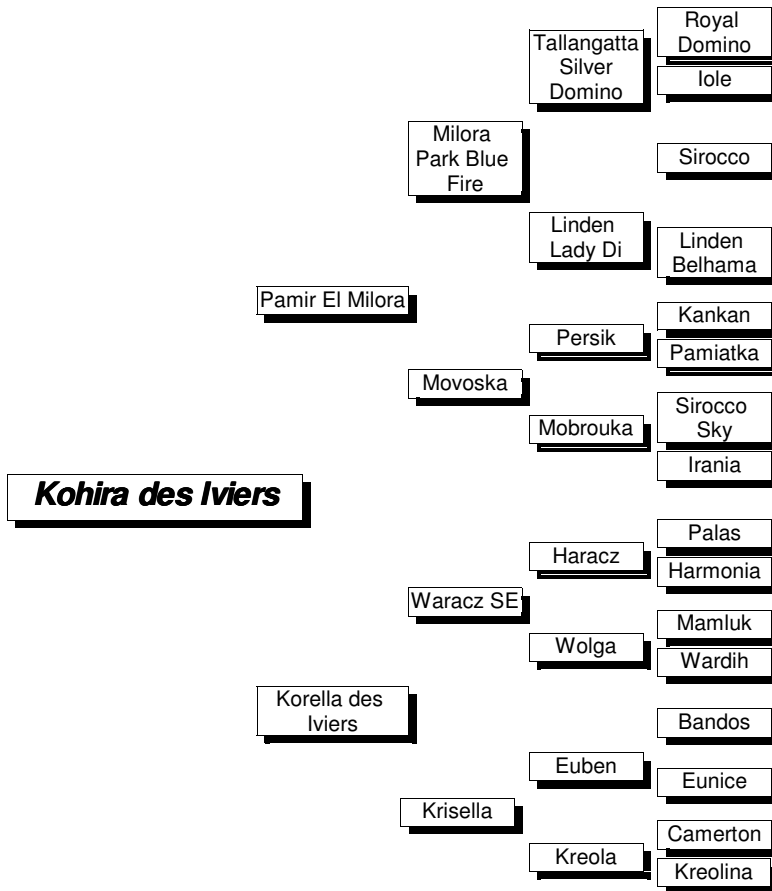 Royal
Domino
Tallangatta
Silver
Domino
Iole
Milora
Park Blue
Fire
Sirocco
Linden
Lady Di
Linden
Belhama
Pamir El Milora
Kankan
Persik
Pamiatka
Movoska
Sirocco
Sky
Mobrouka
Irania
Kohira des Iviers
Palas
Haracz
Harmonia
Waracz SE
Mamluk
Wolga
Wardih
Korella des
Iviers
Bandos
Euben
Eunice
Krisella
Camerton
Kreola
Kreolina